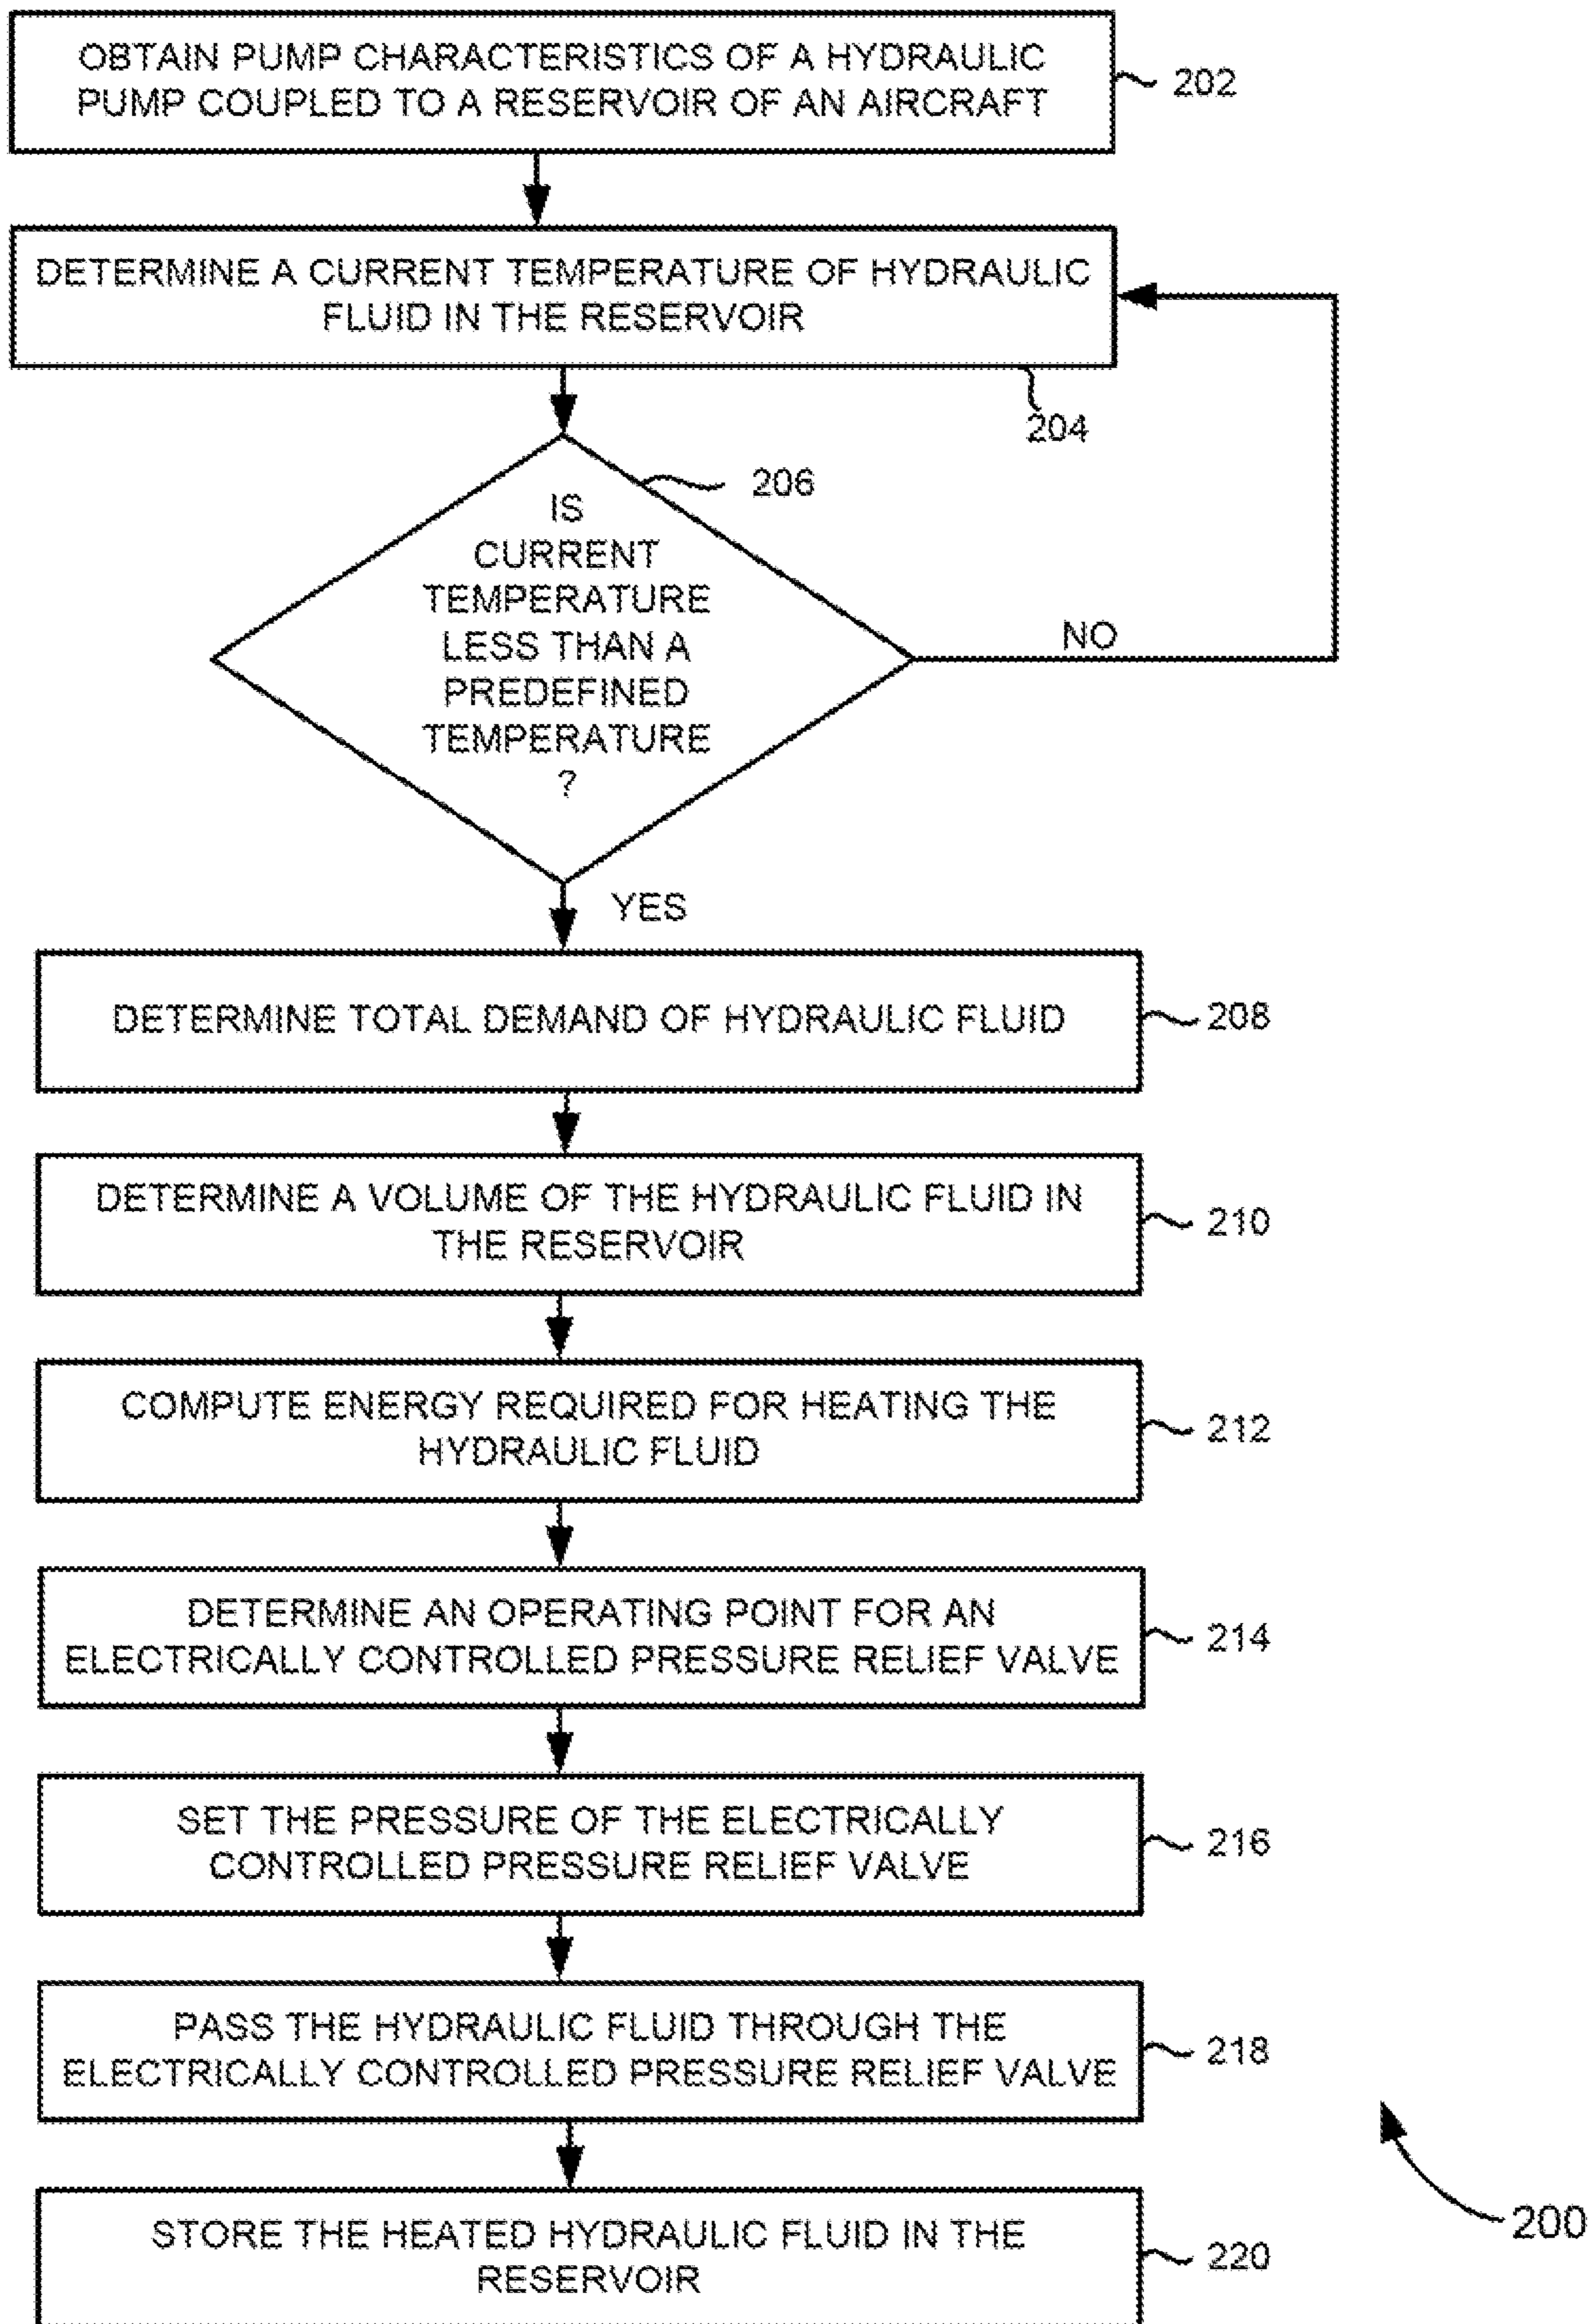 OBTAIN PUMP CHARACTERISTICS OF A HYDRAULIC
PUMP COUPLED TO A RESERVOIR OF AN AIRCRAFT
202
DETERMINE A CURRENT TEMPERATURE OF HYDRAULIC
FLUID IN THE RESERVOIR
204
206
IS
CURRENT
TEMPERATURE
LESS THAN A
PREDEFINED
TEMPERATURE
?
NO
YES
DETERMINE TOTAL DEMAND OF HYDRAULIC FLUID
208
DETERMINE A VOLUME OF THE HYDRAULIC FLUID IN
THE RESERVOIR
210
COMPUTE ENERGY REQUIRED FOR HEATING THE
HYDRAULIC FLUID
212
DETERMINE AN OPERATING POINT FOR AN
ELECTRICALLY CONTROLLED PRESSURE RELIEF VALVE
214
SET THE PRESSURE OF THE ELECTRICALLY
CONTROLLED PRESSURE RELIEF VALVE
216
PASS THE HYDRAULIC FLUID THROUGH THE
ELECTRICALLY CONTROLLED PRESSURE RELIEF VALVE
218
STORE THE HEATED HYDRAULIC FLUID IN THE
RESERVOIR
220
200